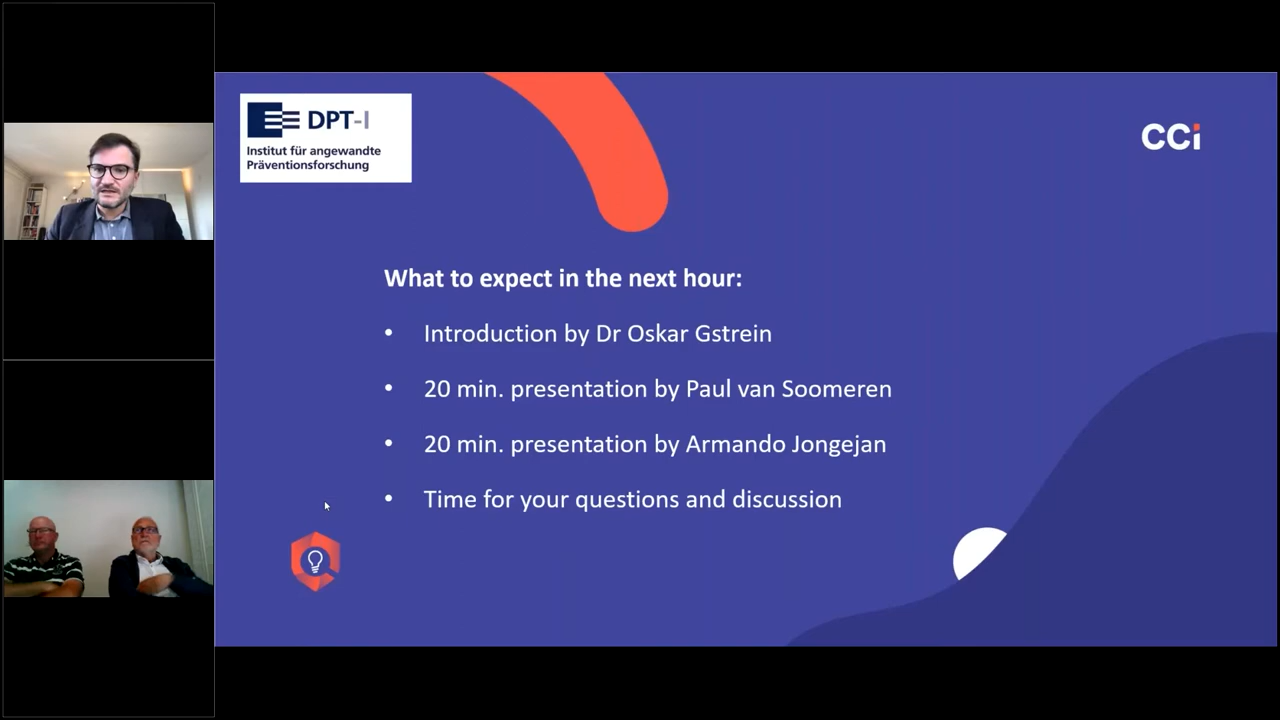 DPT-I
Institut für angewandte
Präventionsforschung
CCi
What to expect in the next hour:
• Introduction by Dr Oskar Gstrein
• 20 min. presentation by Paul van Soomeren
• 20 min. presentation by Armando Jongejan
• Time for your questions and discussion